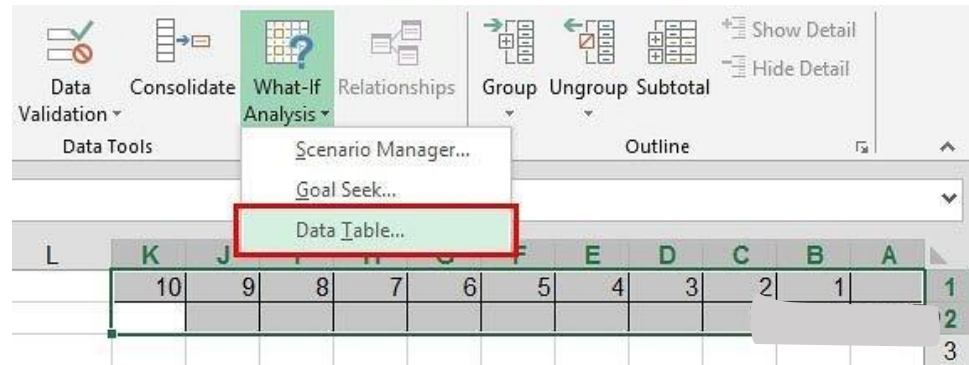 Data Validation
Consolidate
What-If Analysis
Relationships
Group
Ungroup
Subtotal
Show Detail
Hide Detail
Data Tools
Outline
Scenario Manager...
Goal Seek...
Data Table...
L K J F E D C B A
10 9 8 7 6 5 4 3 2 1 1
2
3